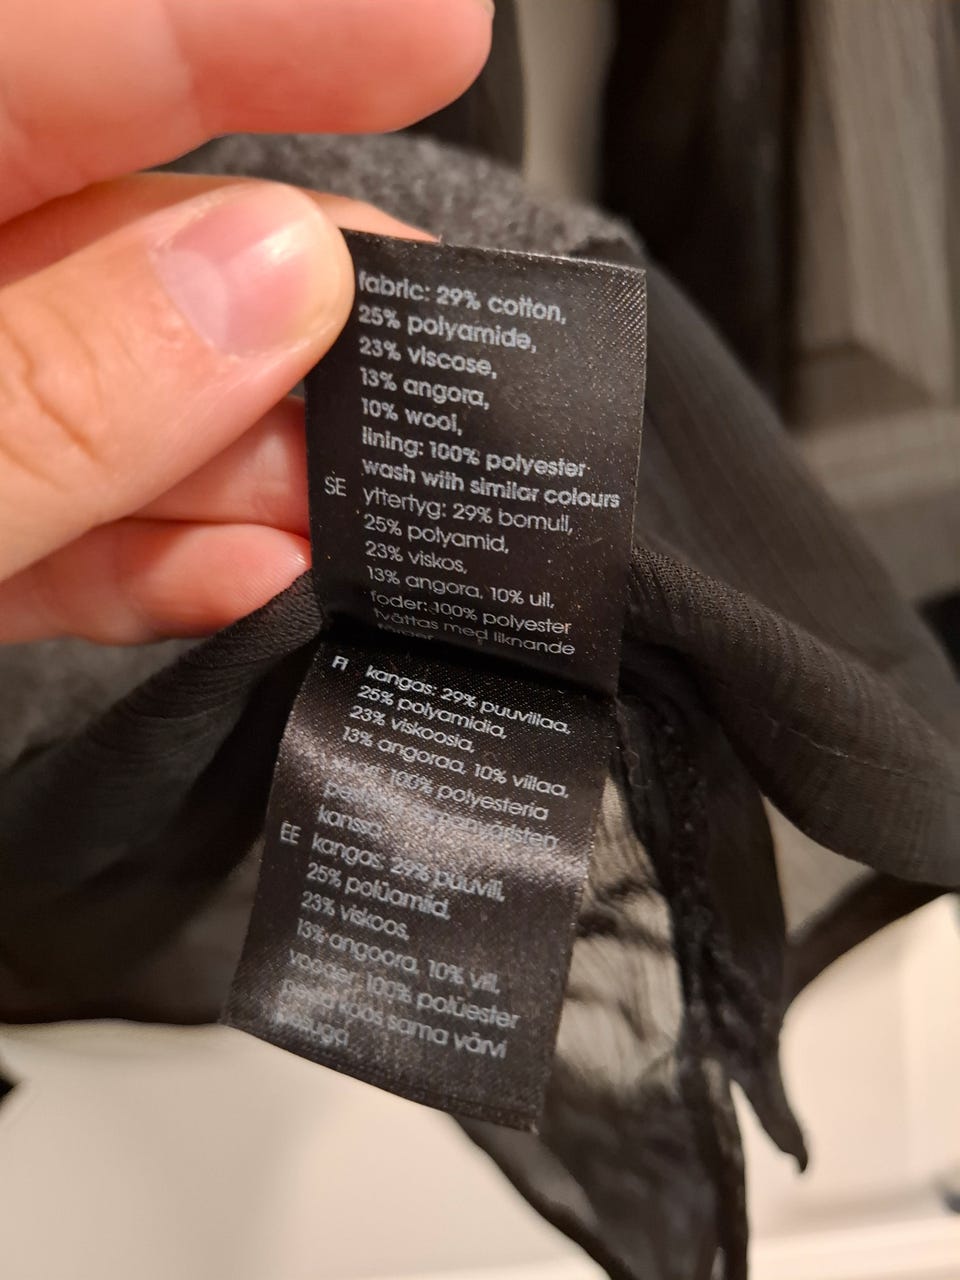 fabric: 29% cotton,
25% polyamide,
23% viscose,
13% angora,
10% wool,
lining: 100% polyester
wash with similar colours
SE yttertyg: 29% bomull,
25% polyamid,
23% viskos,
13% angora, 10% ull,
foder: 100% polyester
tvättas med liknande
färger
FI kangas: 29% puuvillaa,
25% polyamidia,
23% viskoosia,
13% angoraa, 10% villaa,
100% polyesteria
kanssa
EE kangas: 29% puuvill,
25% polüamiid,
23% viskoos,
13% angoora, 10% vill,
vooder: 100% polüester
pesta koos sama värvi
pesuga